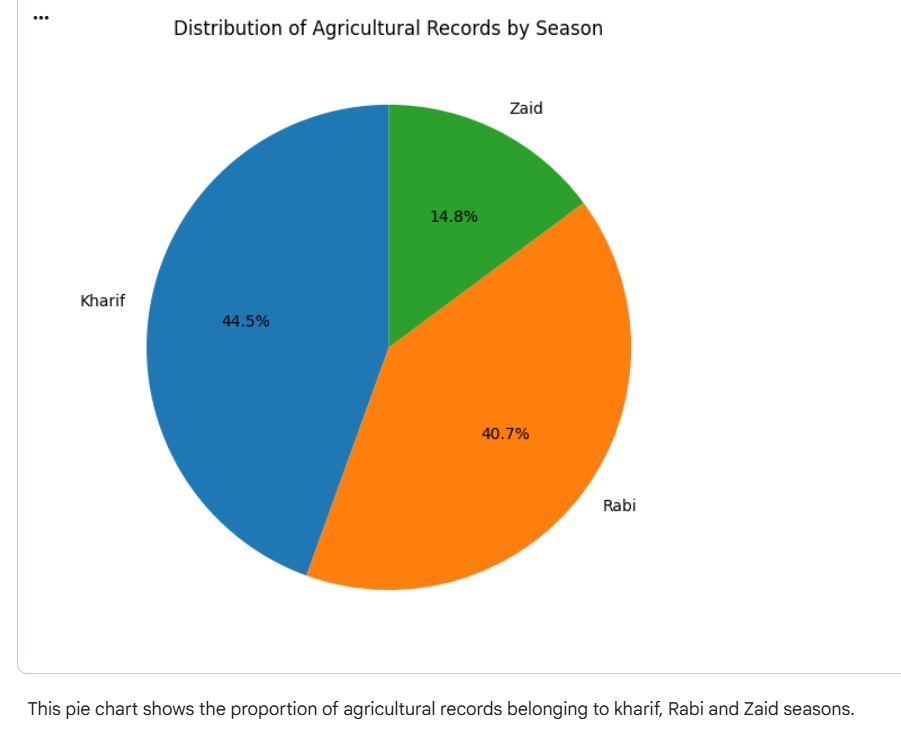 Distribution of Agricultural Records by Season
Zaid
14.8%
Kharif
44.5%
40.7%
Rabi
This pie chart shows the proportion of agricultural records belonging to kharif, Rabi and Zaid seasons.